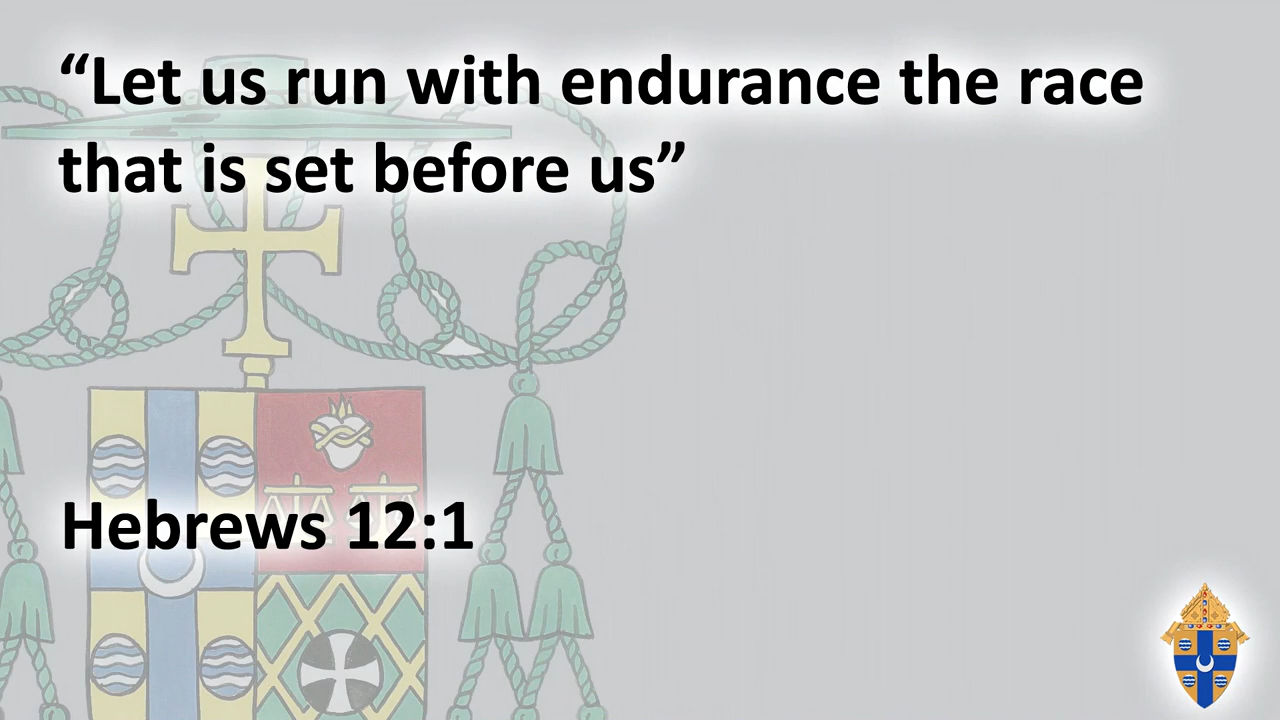 “Let us run with endurance the race
that is set before us”
Hebrews 12:1